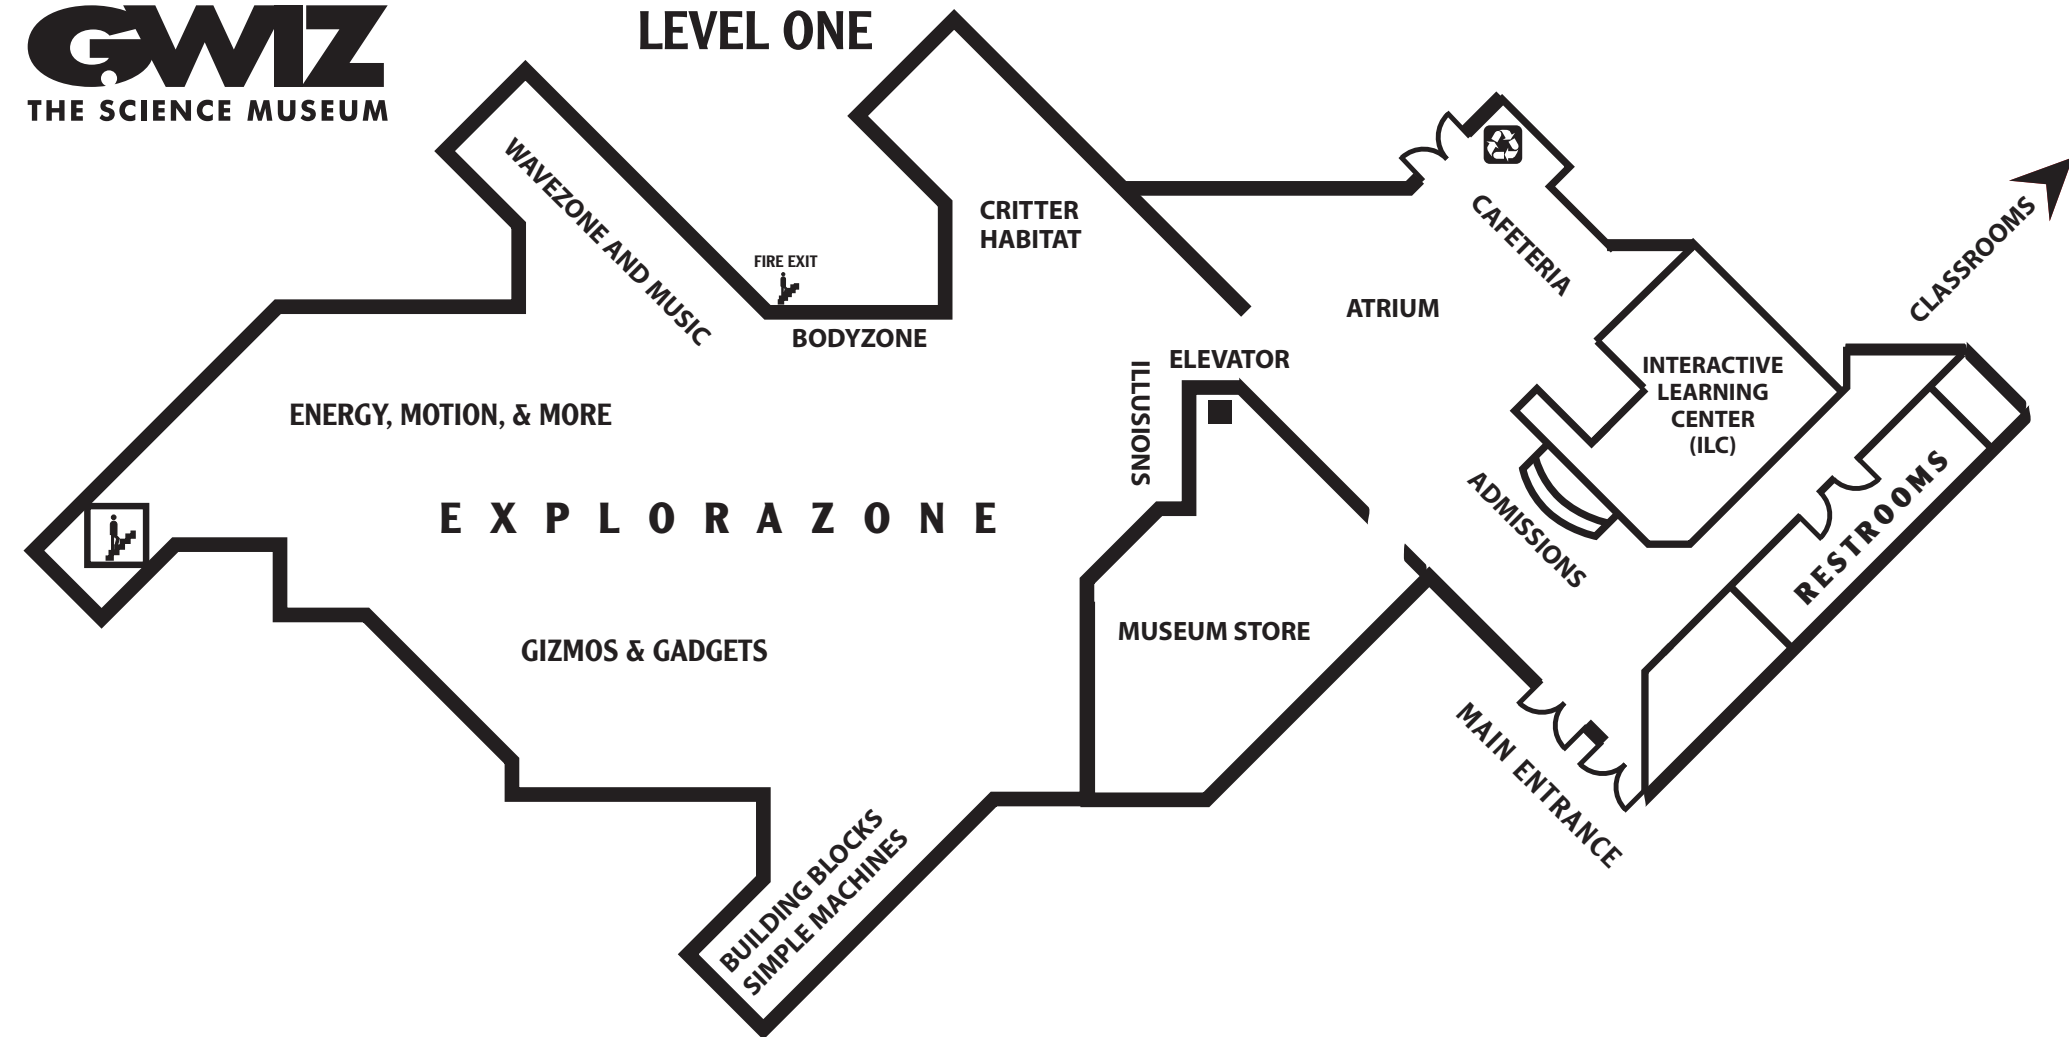 GWIZ
THE SCIENCE MUSEUM
LEVEL ONE
WAVEZONE AND MUSIC
FIRE EXIT
BODYZONE
CRITTER
HABITAT
CAFETERIA
CLASSROOMS
ATRIUM
ELEVATOR
ILLUSIONS
INTERACTIVE
LEARNING
CENTER
(ILC)
ENERGY, MOTION, & MORE
EXPLORAZONE
ADMISSIONS
RESTROOMS
GIZMOS & GADGETS
MUSEUM STORE
MAIN ENTRANCE
BUILDING BLOCKS
SIMPLE MACHINES